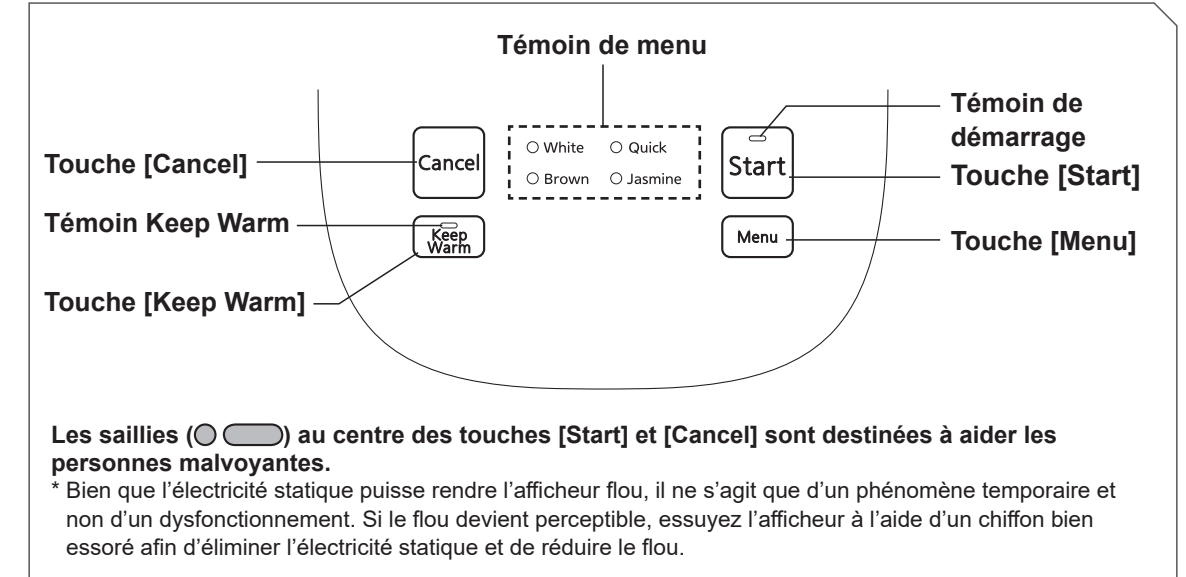 Témoin de menu
Témoin de
démarrage
Touche [Cancel]
Cancel
White
Quick
Brown
Jasmine
Start
Touche [Start]
Témoin Keep Warm
Keep
Warm
Menu
Touche [Menu]
Touche [Keep Warm]
Les saillies ( ) au centre des touches [Start] et [Cancel] sont destinées à aider les
personnes malvoyantes.
* Bien que l’électricité statique puisse rendre l’afficheur flou, il ne s’agit que d’un phénomène temporaire et
non d’un dysfonctionnement. Si le flou devient perceptible, essuyez l’afficheur à l’aide d’un chiffon bien
essoré afin d’éliminer l’électricité statique et de réduire le flou.